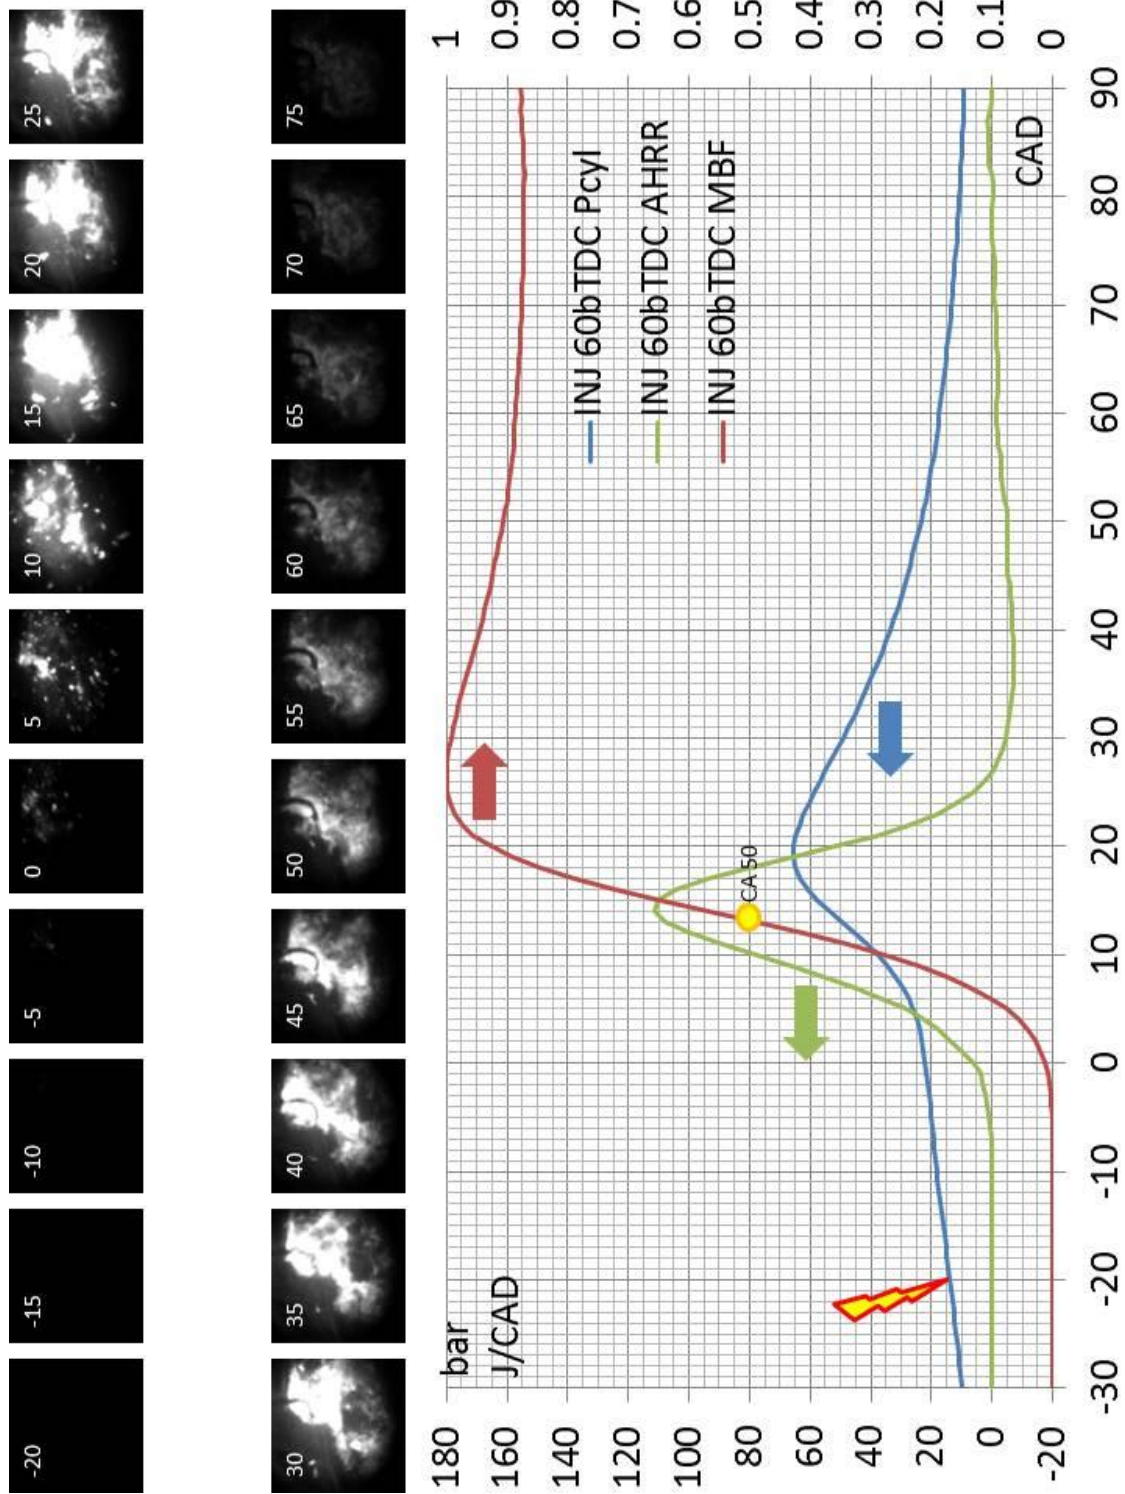 -20 -15 -10 -5 0 5 10 15 20 25
30 35 40 45 50 55 60 65 70 75
180 bar 1
160 J/CAD 0.9
140 0.8
INJ 60bTDC Pcyl
120 0.7
INJ 60bTDC AHRR
100 0.6
INJ 60bTDC MBF
80 CA 50 0.5
60 0.4
40 0.3
20 0.2
0 0.1
CAD
-20 0
-30 -20 -10 0 10 20 30 40 50 60 70 80 90